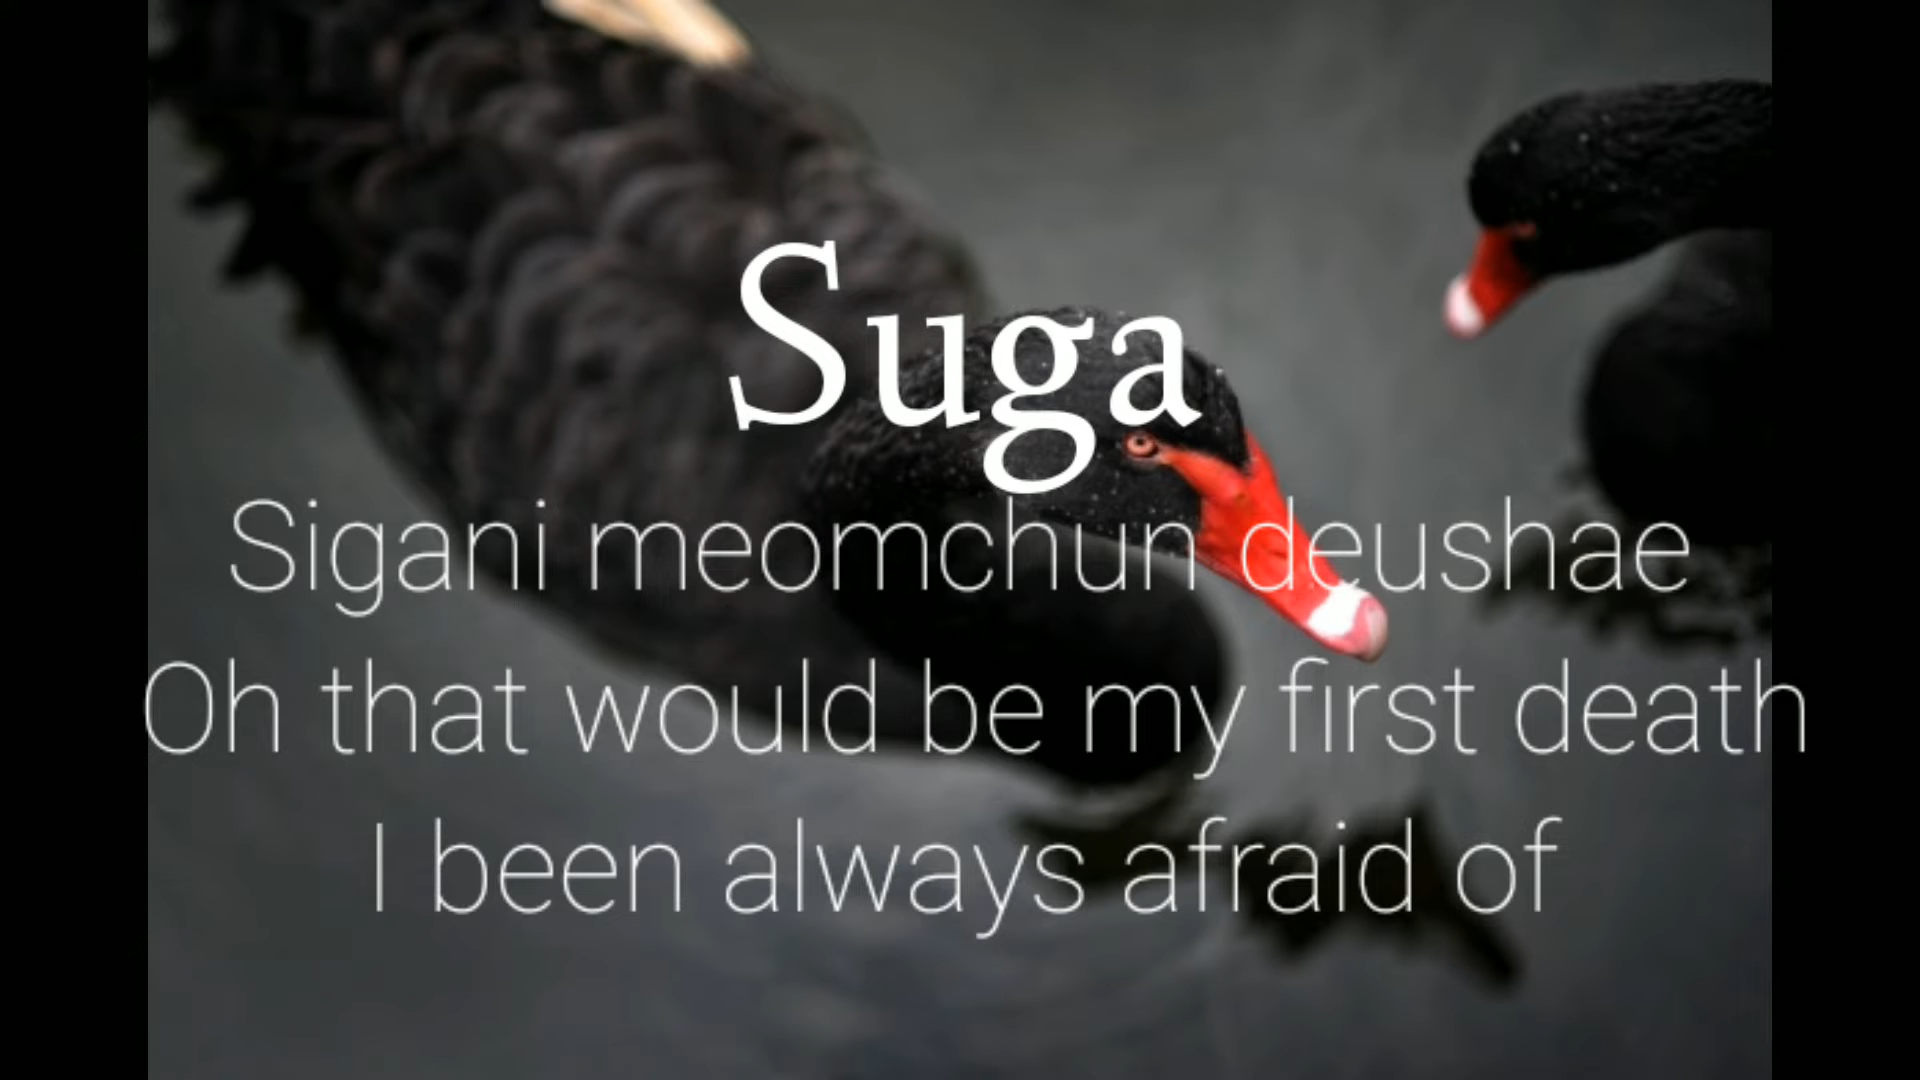 Suga
Sigani meomchun deushae
Oh that would be my first death
I been always afraid of